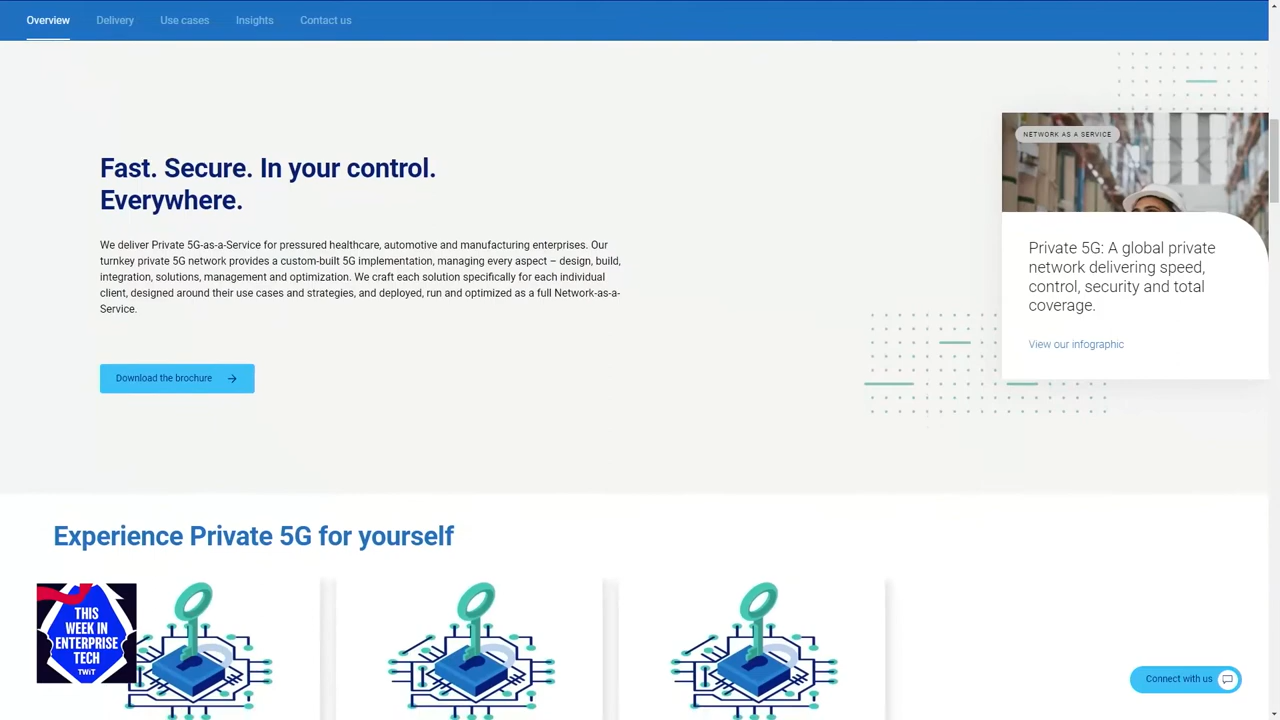 Overview
Delivery
Use cases
Insights
Contact us
NETWORK AS A SERVICE
Fast. Secure. In your control.
Everywhere.
We deliver Private 5G-as-a-Service for pressured healthcare, automotive and manufacturing enterprises. Our
turnkey private 5G network provides a custom-built 5G implementation, managing every aspect – design, build,
integration, solutions, management and optimization. We craft each solution specifically for each individual
client, designed around their use cases and strategies, and deployed, run and optimized as a full Network-as-a-
Service.
Download the brochure
Private 5G: A global private
network delivering speed,
control, security and total
coverage.
View our infographic
Experience Private 5G for yourself
THIS
WEEK IN
ENTERPRISE
TECH
TWiT
Connect with us